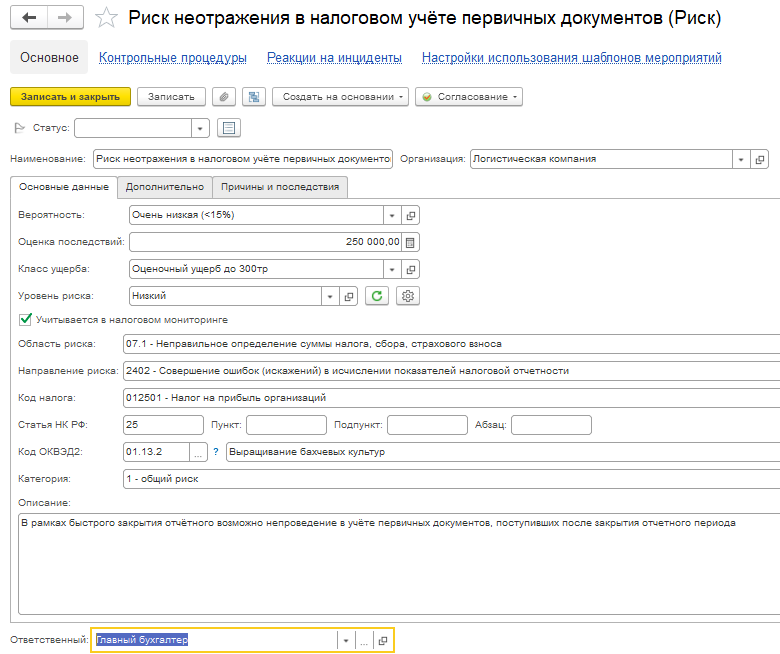 Риск неотражения в налоговом учёте первичных документов (Риск)
Основное Контрольные процедуры Реакции на инциденты Настройки использования шаблонов мероприятий
Записать и закрыть Записать Создать на основании Согласование
Статус:
Наименование: Риск неотражения в налоговом учёте первичных документо Организация: Логистическая компания
Основные данные Дополнительно Причины и последствия
Вероятность: Очень низкая (<15%)
Оценка последствий: 250 000,00
Класс ущерба: Оценочный ущерб до 300тр
Уровень риска: Низкий
Учитывается в налоговом мониторинге
Область риска: 07.1 - Неправильное определение суммы налога, сбора, страхового взноса
Направление риска: 2402 - Совершение ошибок (искажений) в исчислении показателей налоговой отчетности
Код налога: 012501 - Налог на прибыль организаций
Статья НК РФ: 25 Пункт: Подпункт: Абзац:
Код ОКВЭД2: 01.13.2 ... ? Выращивание бахчевых культур
Категория: 1 - общий риск
Описание:
В рамках быстрого закрытия отчётного возможно непроведение в учёте первичных документов, поступивших после закрытия отчетного периода
Ответственный: Главный бухгалтер ...